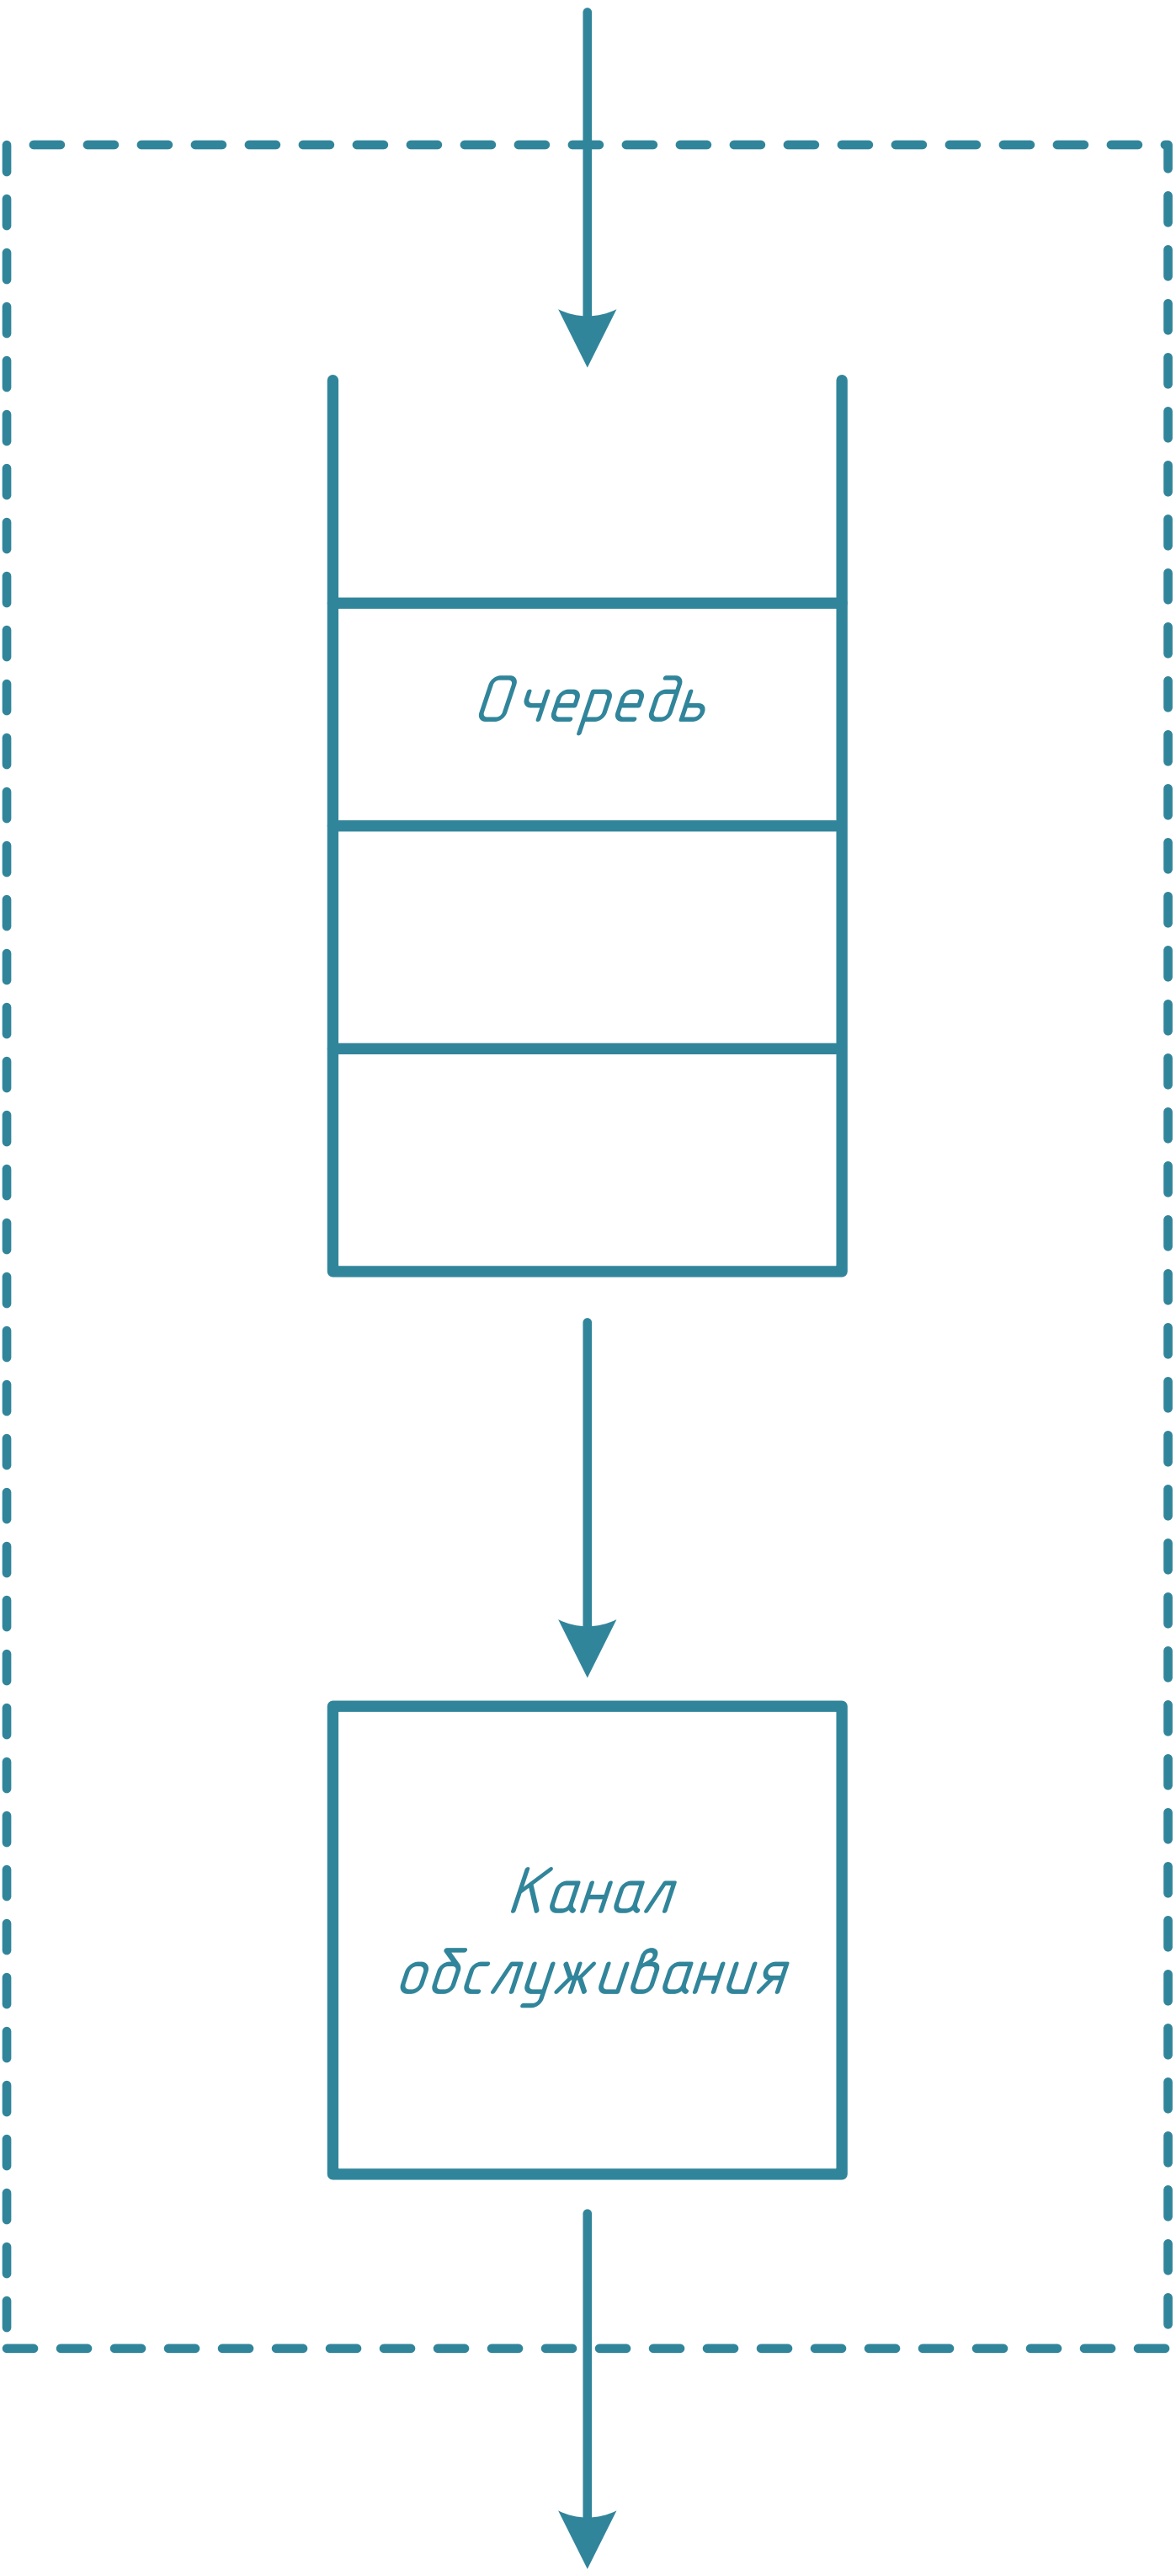 Очередь
Канал
обслуживания